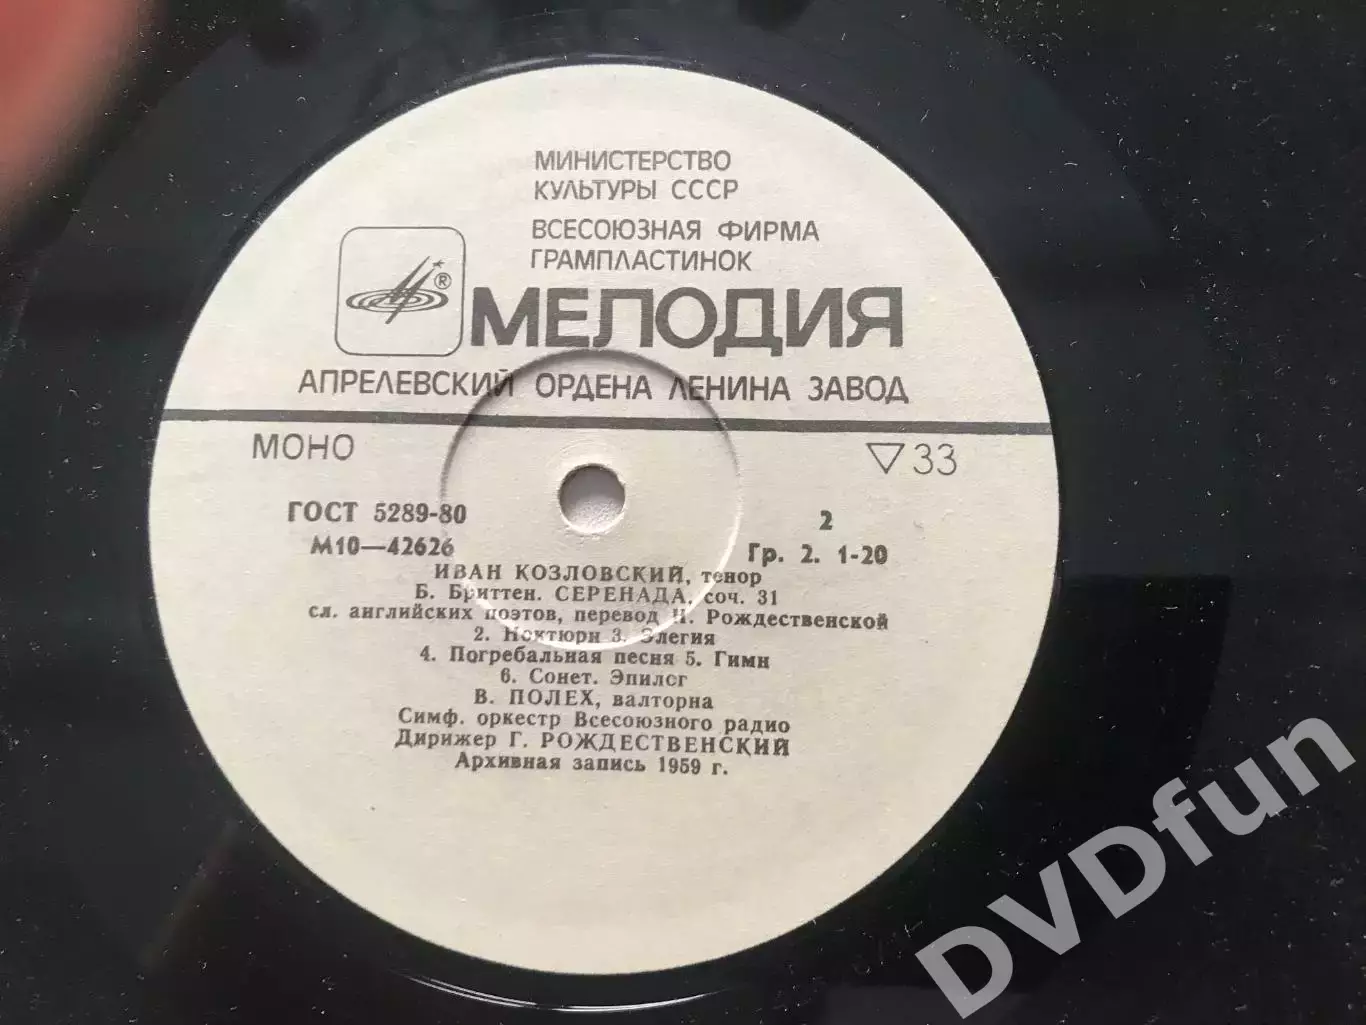 МИНИСТЕРСТВО
КУЛЬТУРЫ СССР
ВСЕСОЮЗНАЯ ФИРМА
ГРАМПЛАСТИНОК
®
МЕЛОДИЯ
АПРЕЛЕВСКИЙ ОРДЕНА ЛЕНИНА ЗАВОД
МОНО ▽33
ГОСТ 5289-80 2
М10—42626 Гр. 2. 1-20
ИВАН КОЗЛОВСКИЙ, тенор
Б. Бриттен. СЕРЕНАДА, соч. 31
сл. английских поэтов, перевод Н. Рождественской
2. Ноктюрн 3. Элегия
4. Погребальная песня 5. Гимн
6. Сонет. Эпилог
В. ПОЛЕХ, валторна
Симф. оркестр Всесоюзного радио
Дирижер Г. РОЖДЕСТВЕНСКИЙ
Архивная запись 1959 г.
DVDfun